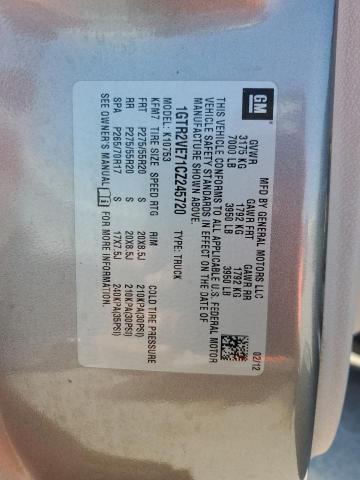 GM
MFD BY GENERAL MOTORS LLC
02/12
GVWR GAWR FRT GAWR RR
3175 KG 1792 KG 1792 KG
7000 LB 3950 LB 3950 LB
THIS VEHICLE CONFORMS TO ALL APPLICABLE U.S. FEDERAL MOTOR
VEHICLE SAFETY STANDARDS IN EFFECT ON THE DATE OF
MANUFACTURE SHOWN ABOVE.
1GTR2VE71CZ245720 TYPE: TRUCK
MODEL: K10753
KFM7 TIRE SIZE SPEED RTG RIM COLD TIRE PRESSURE
FRT P275/55R20 S 20X8.5J 210KPA(30PSI)
RR P275/55R20 S 20X8.5J 210KPA(30PSI)
SPA P265/70R17 S 17X7.5J 240KPA(35PSI)
SEE OWNER'S MANUAL FOR MORE INFORMATION.